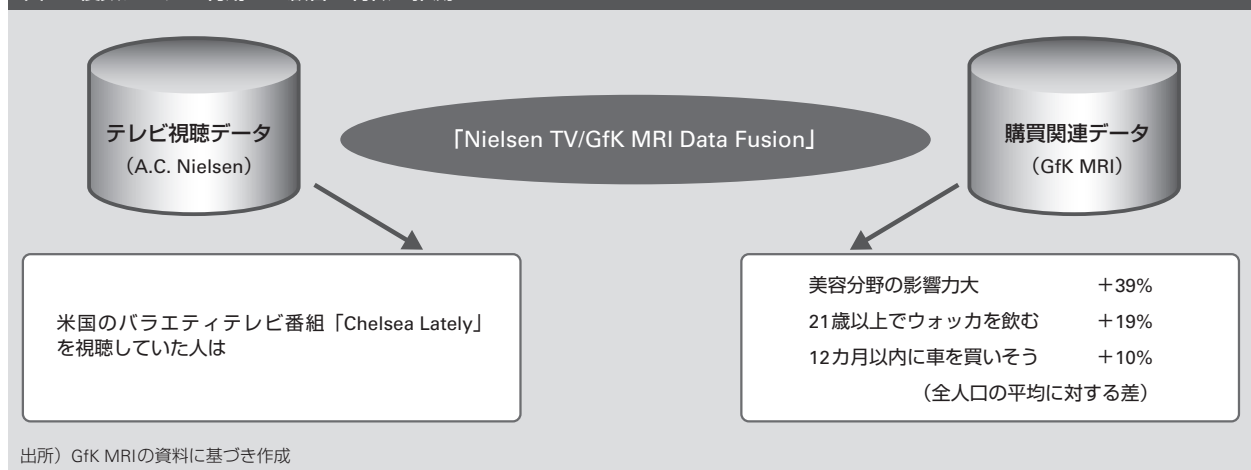 テレビ視聴データ
（A.C. Nielsen）
「Nielsen TV/GfK MRI Data Fusion」
購買関連データ
（GfK MRI）
米国のバラエティテレビ番組「Chelsea Lately」
を視聴していた人は
美容分野の影響力大 ＋39%
21歳以上でウォッカを飲む ＋19%
12カ月以内に車を買いそう ＋10%
（全人口の平均に対する差）
出所）GfK MRIの資料に基づき作成